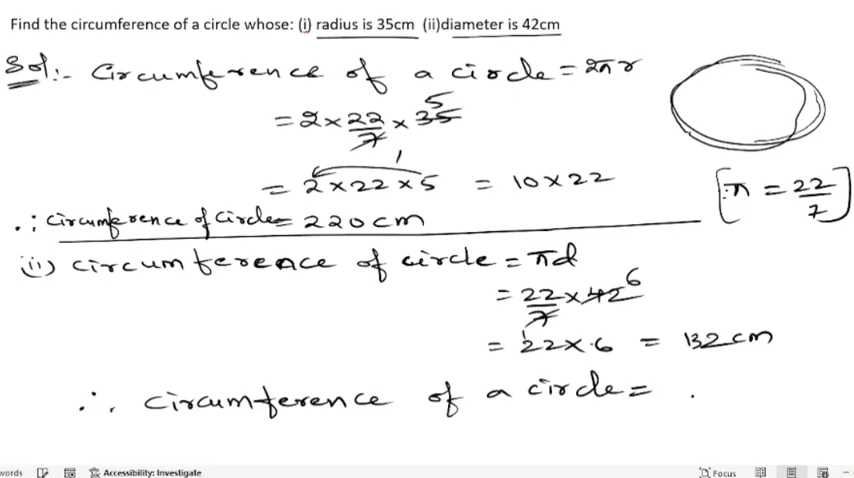 Find the circumference of a circle whose: (i) radius is 35cm (ii)diameter is 42cm
Sol:- Circumference of a circle = 2πr
= 2 × 22/7 × 35 5
1
= 2 × 22 × 5 = 10 × 22
[∵ π = 22/7]
∴ circumference of circle = 220 cm
(ii) circumference of circle = πd
= 22/7 × 42 6
= 22 × 6 = 132 cm
∴ circumference of a circle =
words Accessibility: Investigate Focus